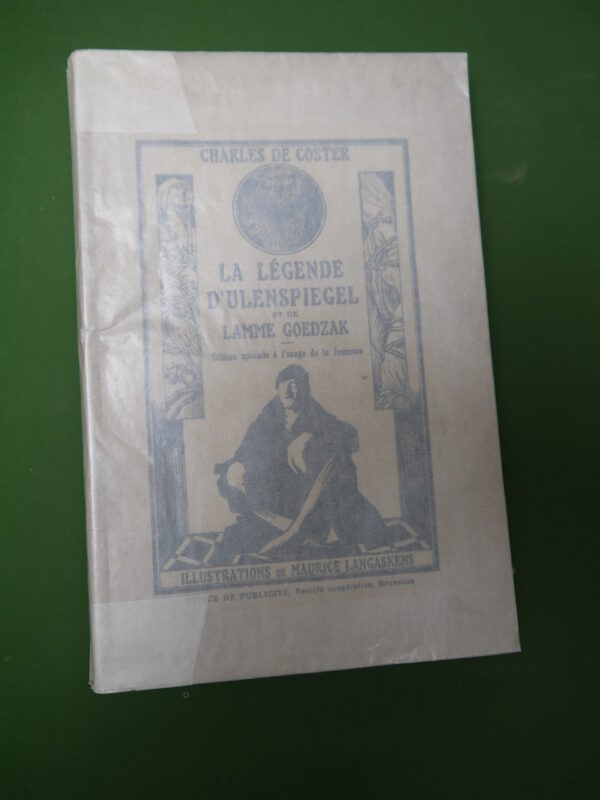 CHARLES DE COSTER
LA LÉGENDE
D'ULENSPIEGEL
ET DE
LAMME GOEDZAK
Édition spéciale à l'usage de la Jeunesse
ILLUSTRATIONS DE MAURICE LANGASKENS
OFFICE DE PUBLICITÉ, Société coopérative, Bruxelles